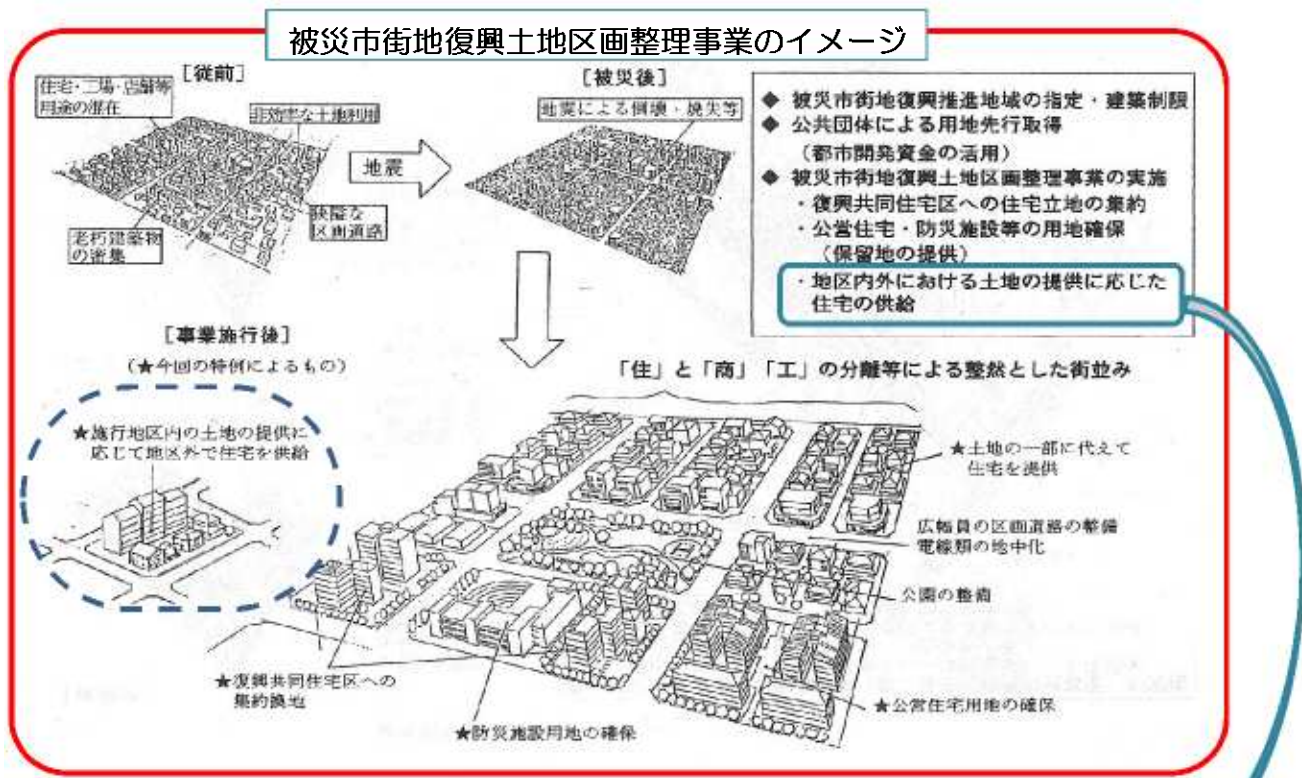 被災市街地復興土地区画整理事業のイメージ
[従前]
住宅・工場・店舗等
用途の混在
非効率な土地利用
老朽建築物
の密集
狭隘な
区画道路
地震
[被災後]
地震による倒壊・焼失等
◆ 被災市街地復興推進地域の指定・建築制限
◆ 公共団体による用地先行取得
(都市開発資金の活用)
◆ 被災市街地復興土地区画整理事業の実施
・復興共同住宅区への住宅立地の集約
・公営住宅・防災施設等の用地確保
(保留地の提供)
・地区内外における土地の提供に応じた
住宅の供給
[事業施行後]
(★今回の特例によるもの)
「住」と「商」「工」の分離等による整然とした街並み
★施行地区内の土地の提供に
応じて地区外で住宅を供給
★土地の一部に代えて
住宅を提供
広幅員の区画道路の整備
電線類の地中化
公園の整備
★復興共同住宅区への
集約換地
★公営住宅用地の確保
★防災施設用地の確保